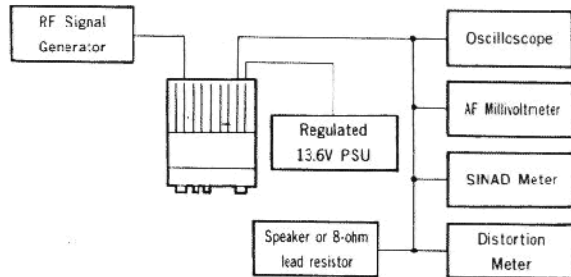 RF Signal
Generator
Oscilloscope
AF Millivoltmeter
Regulated
13.6V PSU
SINAD Meter
Speaker or 8-ohm
lead resistor
Distortion
Meter